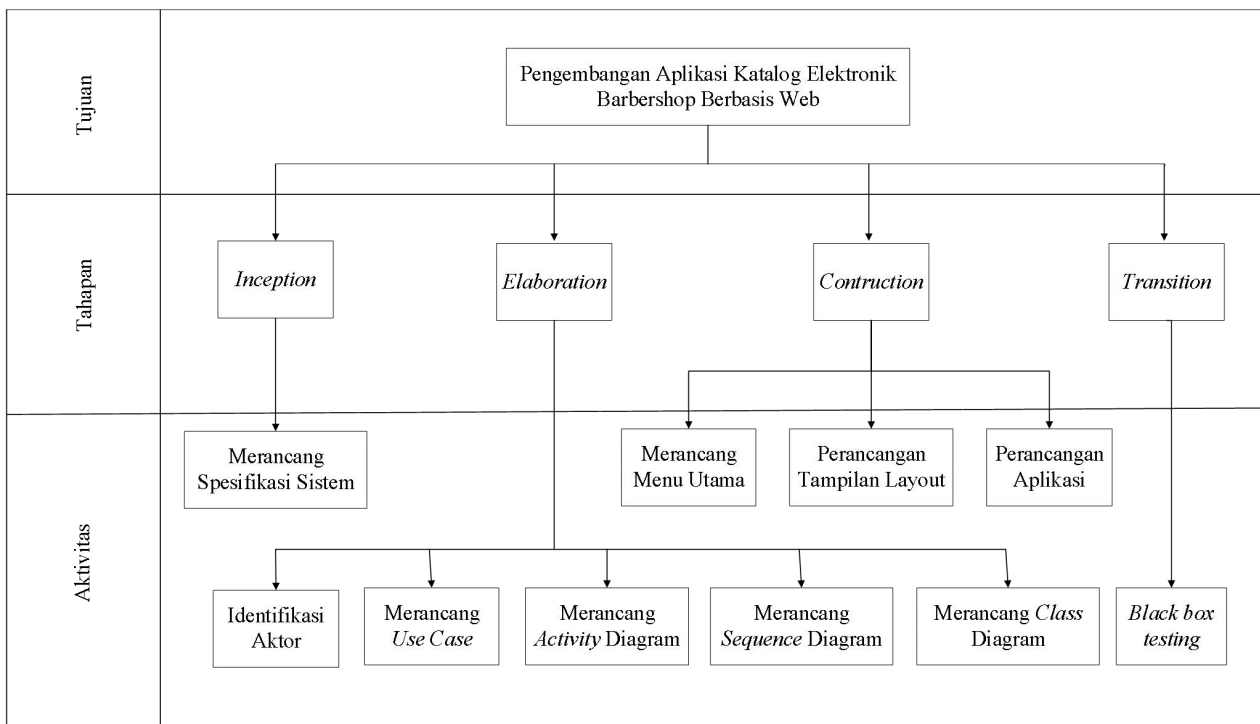 Tujuan
Pengembangan Aplikasi Katalog Elektronik
Barbershop Berbasis Web
Tahapan
Inception
Elaboration
Contruction
Transition
Aktivitas
Merancang
Spesifikasi Sistem
Merancang
Menu Utama
Perancangan
Tampilan Layout
Perancangan
Aplikasi
Identifikasi
Aktor
Merancang
Use Case
Merancang
Activity Diagram
Merancang
Sequence Diagram
Merancang Class
Diagram
Black box
testing